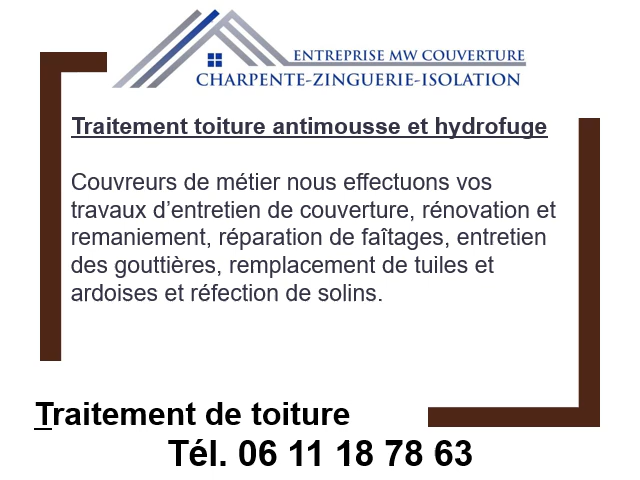 ENTREPRISE MW COUVERTURE
CHARPENTE-ZINGUERIE-ISOLATION
Traitement toiture antimousse et hydrofuge
Couvreurs de métier nous effectuons vos
travaux d’entretien de couverture, rénovation et
remaniement, réparation de faîtages, entretien
des gouttières, remplacement de tuiles et
ardoises et réfection de solins.
Traitement de toiture
Tél. 06 11 18 78 63